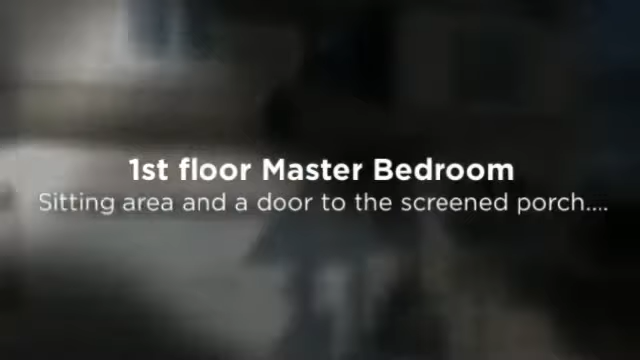 1st floor Master Bedroom
Sitting area and a door to the screened porch....